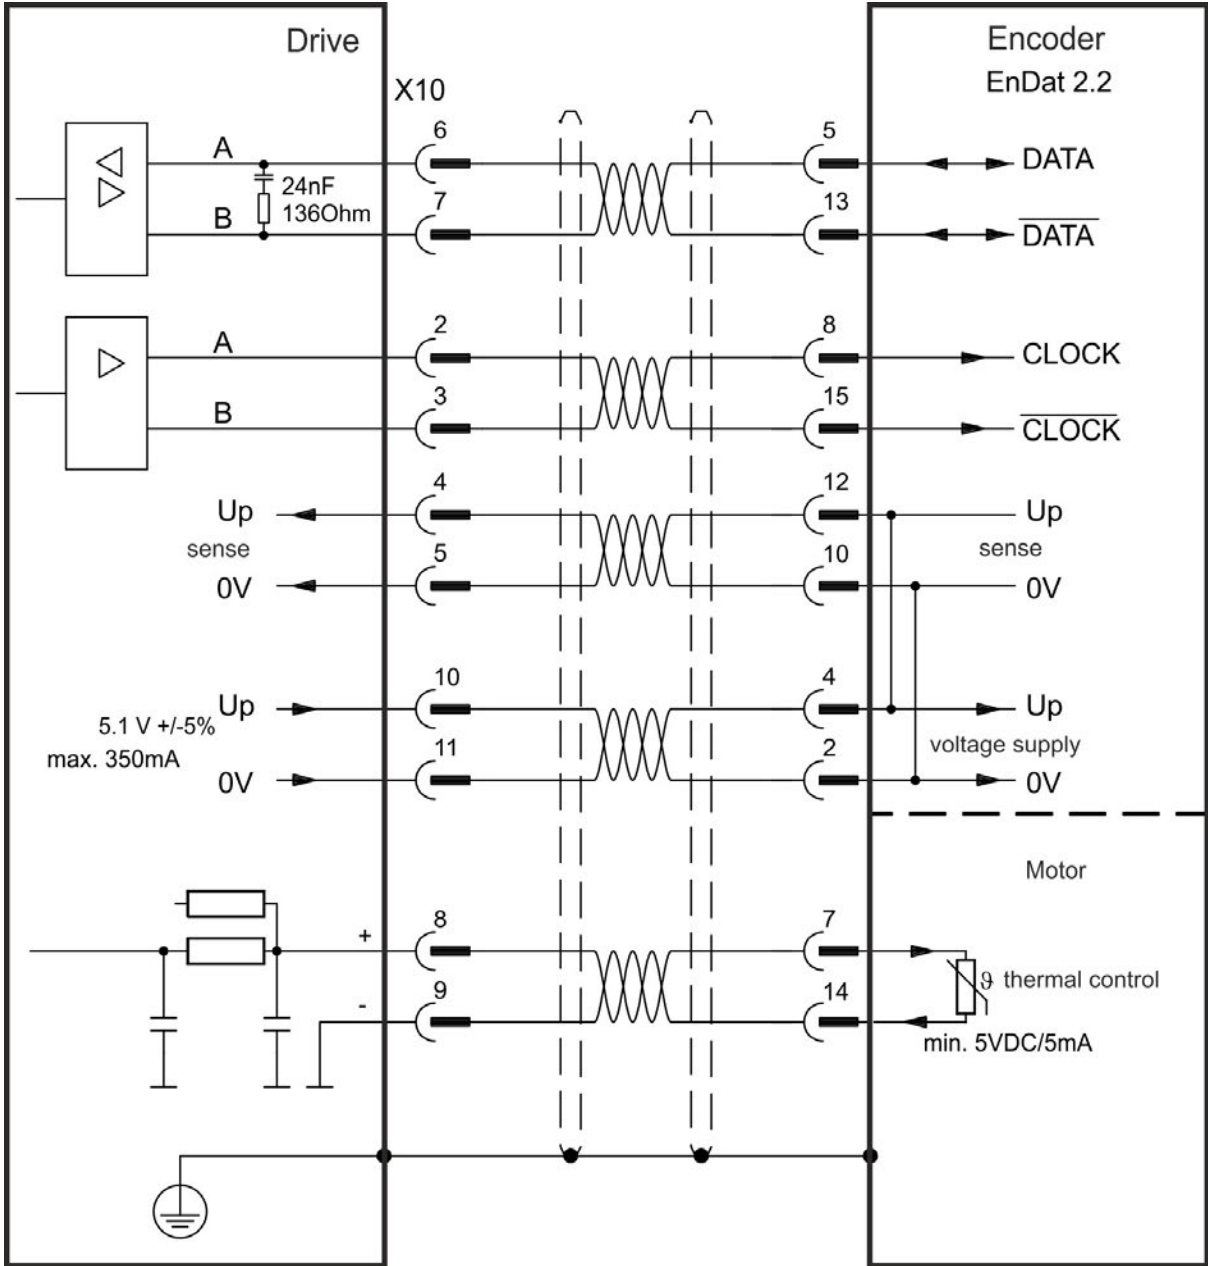 Drive
Encoder
EnDat 2.2
X10
A
6
5
DATA
24nF
136Ohm
B
7
13
DATA
A
2
8
CLOCK
B
3
15
CLOCK
Up
4
12
Up
sense
sense
0V
5
10
0V
Up
10
4
Up
5.1 V +/-5%
max. 350mA
voltage supply
0V
11
2
0V
Motor
+
8
7
ϑ thermal control
-
9
14
min. 5VDC/5mA